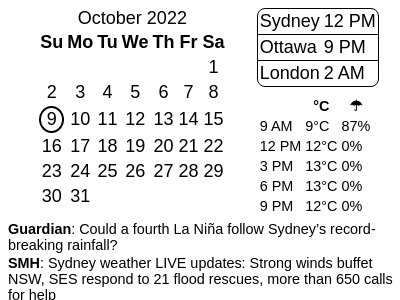 October 2022
Su Mo Tu We Th Fr Sa
1
2 3 4 5 6 7 8
9 10 11 12 13 14 15
16 17 18 19 20 21 22
23 24 25 26 27 28 29
30 31
Sydney 12 PM
Ottawa 9 PM
London 2 AM
°C ☂
9 AM 9°C 87%
12 PM 12°C 0%
3 PM 13°C 0%
6 PM 13°C 0%
9 PM 12°C 0%
Guardian: Could a fourth La Niña follow Sydney's record-
breaking rainfall?
SMH: Sydney weather LIVE updates: Strong winds buffet
NSW, SES respond to 21 flood rescues, more than 650 calls
for help